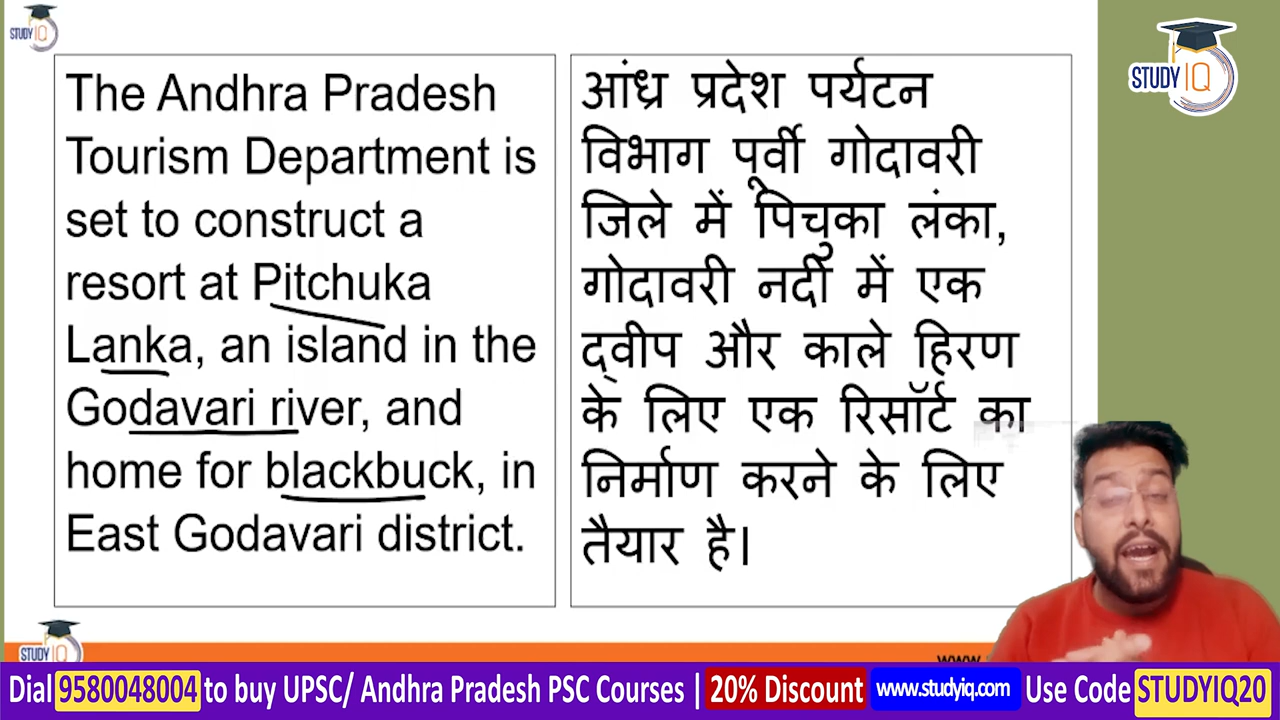 STUDY IQ
The Andhra Pradesh
Tourism Department is
set to construct a
resort at Pitchuka
Lanka, an island in the
Godavari river, and
home for blackbuck, in
East Godavari district.
आंध्र प्रदेश पर्यटन
विभाग पूर्वी गोदावरी
जिले में पिचुका लंका,
गोदावरी नदी में एक
द्वीप और काले हिरण
के लिए एक रिसॉर्ट का
निर्माण करने के लिए
तैयार है।
STUDY IQ
STUDY IQ
www.
Dial 9580048004 to buy UPSC/ Andhra Pradesh PSC Courses | 20% Discount www.studyiq.com Use Code STUDYIQ20